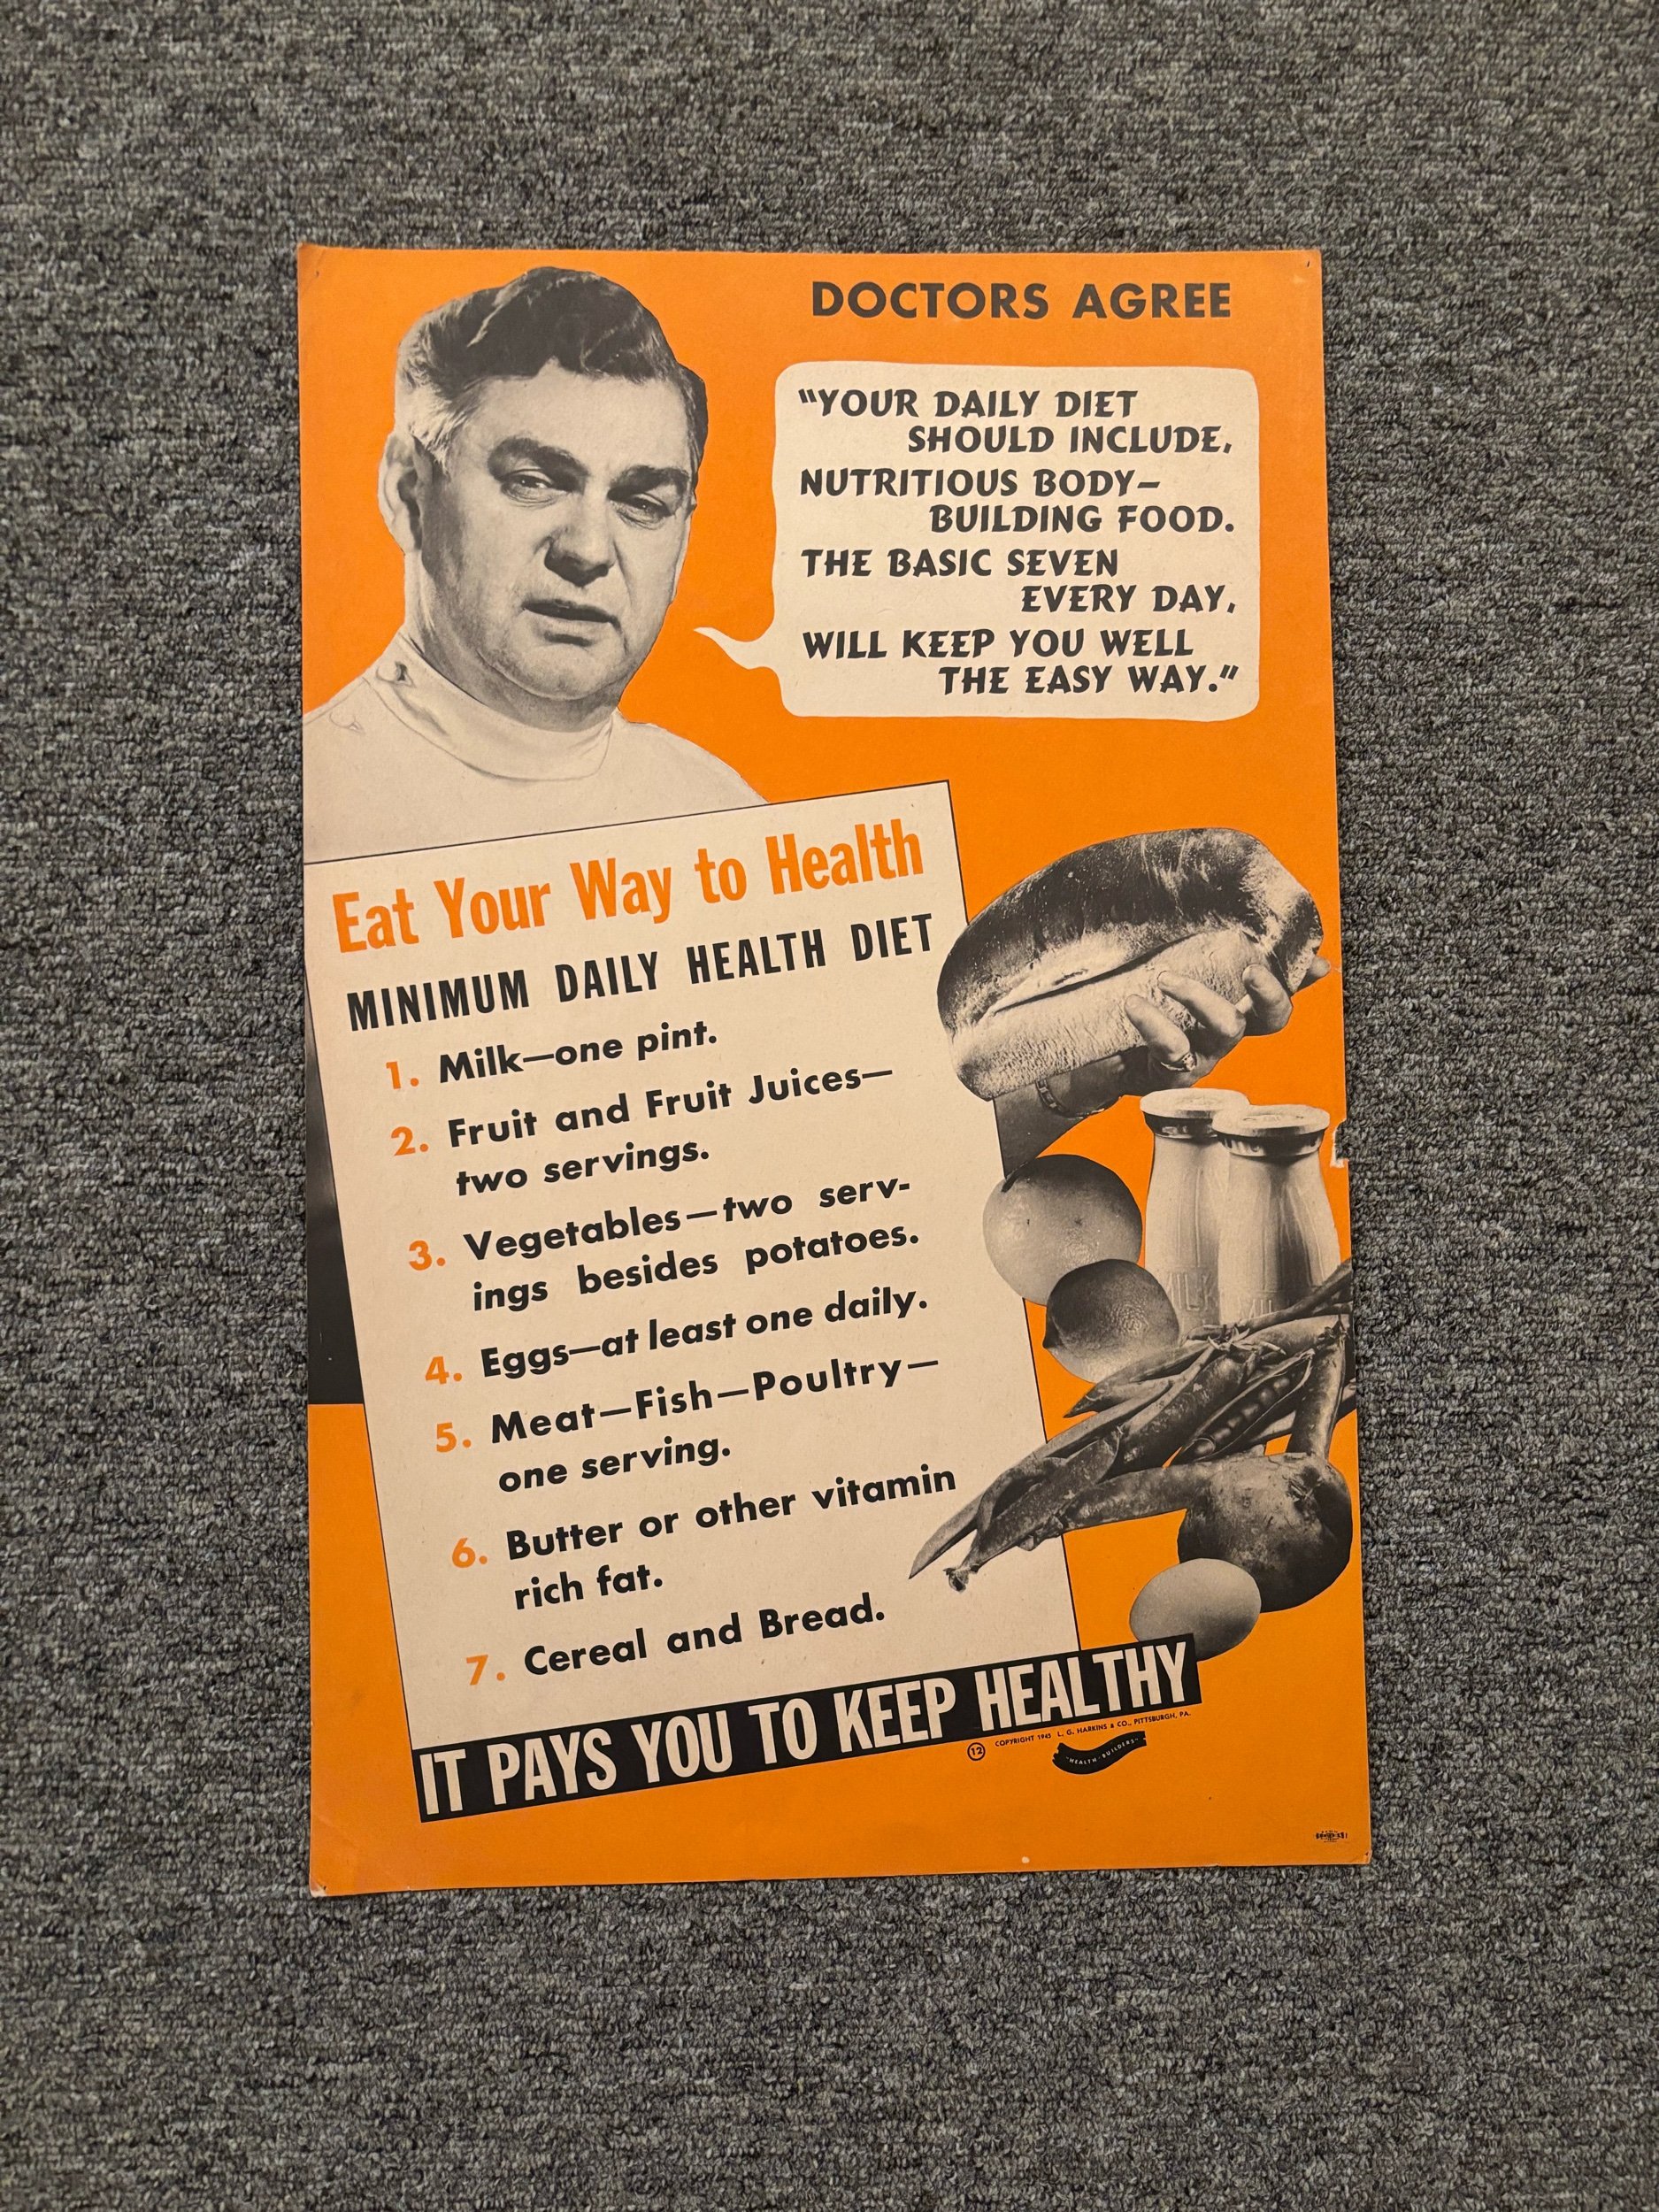 DOCTORS AGREE
"YOUR DAILY DIET
SHOULD INCLUDE,
NUTRITIOUS BODY—
BUILDING FOOD.
THE BASIC SEVEN
EVERY DAY,
WILL KEEP YOU WELL
THE EASY WAY."
Eat Your Way to Health
MINIMUM DAILY HEALTH DIET
1. Milk—one pint.
2. Fruit and Fruit Juices—
two servings.
3. Vegetables—two serv-
ings besides potatoes.
4. Eggs—at least one daily.
5. Meat—Fish—Poultry—
one serving.
6. Butter or other vitamin
rich fat.
7. Cereal and Bread.
IT PAYS YOU TO KEEP HEALTHY
12 COPYRIGHT 1945 L. G. HARKINS & CO., PITTSBURGH, PA.
"HEALTH-BUILDERS"